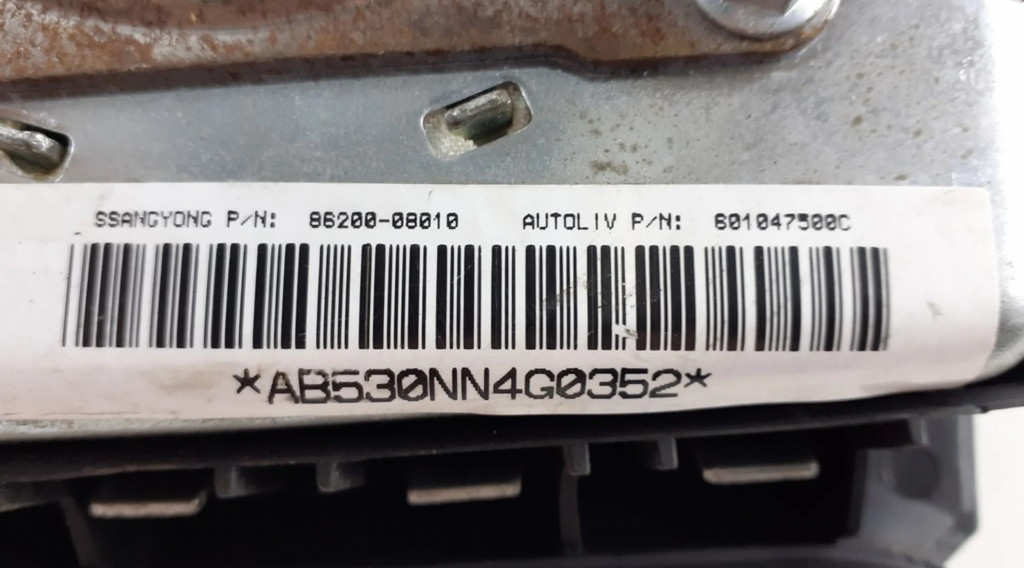 SSANGYONG P/N: 86200-08010 AUTOLIV P/N: 601047500C
*AB530NN4G0352*